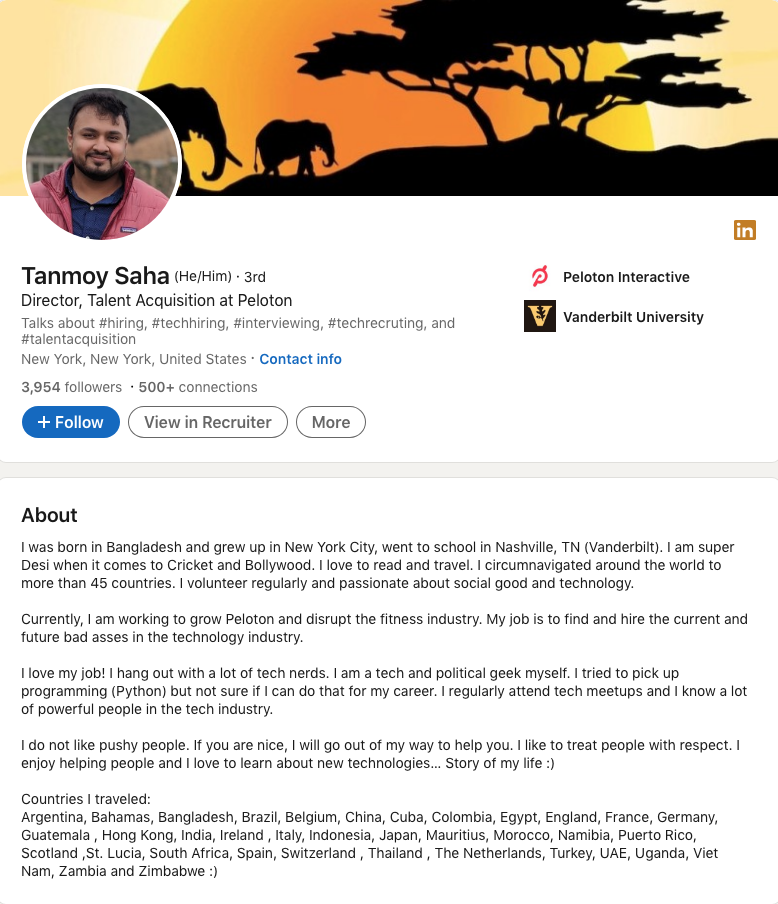 in
Tanmoy Saha (He/Him) · 3rd
Director, Talent Acquisition at Peloton
Talks about #hiring, #techhiring, #interviewing, #techrecruting, and
#talentacquisition
New York, New York, United States · Contact info
3,954 followers · 500+ connections
+ Follow
View in Recruiter
More
Peloton Interactive
V
Vanderbilt University
About
I was born in Bangladesh and grew up in New York City, went to school in Nashville, TN (Vanderbilt). I am super
Desi when it comes to Cricket and Bollywood. I love to read and travel. I circumnavigated around the world to
more than 45 countries. I volunteer regularly and passionate about social good and technology.
Currently, I am working to grow Peloton and disrupt the fitness industry. My job is to find and hire the current and
future bad asses in the technology industry.
I love my job! I hang out with a lot of tech nerds. I am a tech and political geek myself. I tried to pick up
programming (Python) but not sure if I can do that for my career. I regularly attend tech meetups and I know a lot
of powerful people in the tech industry.
I do not like pushy people. If you are nice, I will go out of my way to help you. I like to treat people with respect. I
enjoy helping people and I love to learn about new technologies... Story of my life :)
Countries I traveled:
Argentina, Bahamas, Bangladesh, Brazil, Belgium, China, Cuba, Colombia, Egypt, England, France, Germany,
Guatemala , Hong Kong, India, Ireland , Italy, Indonesia, Japan, Mauritius, Morocco, Namibia, Puerto Rico,
Scotland ,St. Lucia, South Africa, Spain, Switzerland , Thailand , The Netherlands, Turkey, UAE, Uganda, Viet
Nam, Zambia and Zimbabwe :)